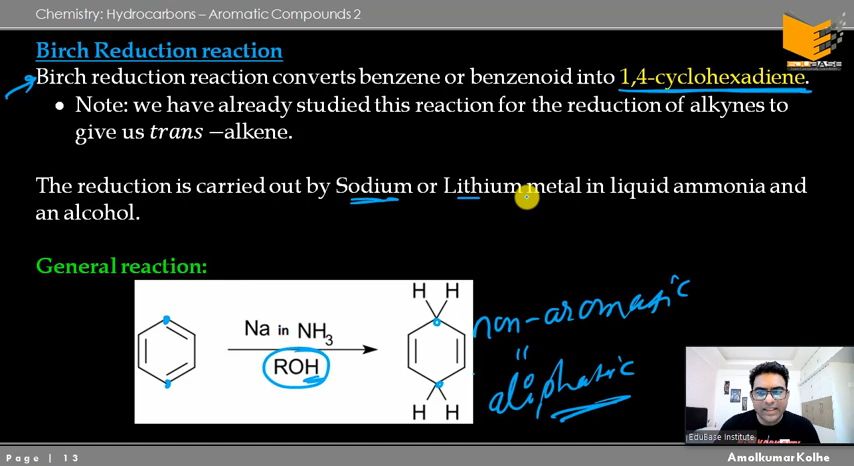 Chemistry: Hydrocarbons – Aromatic Compounds 2
EDUBASE
Birch Reduction reaction
Birch reduction reaction converts benzene or benzenoid into 1,4-cyclohexadiene.
• Note: we have already studied this reaction for the reduction of alkynes to
give us trans −alkene.
The reduction is carried out by Sodium or Lithium metal in liquid ammonia and
an alcohol.
General reaction:
H H
Na in NH3
ROH
H H
non-aromatic
"
aliphatic
EduBase Institute
Page | 13
AmolkumarKolhe